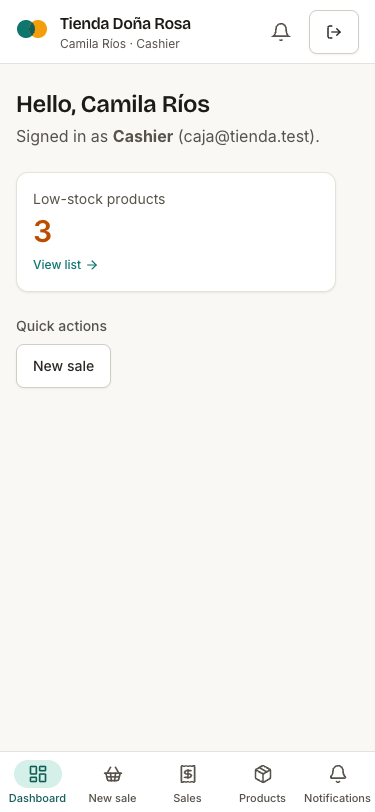 Tienda Doña Rosa
Camila Ríos · Cashier
Hello, Camila Ríos
Signed in as Cashier (caja@tienda.test).
Low-stock products
3
View list →
Quick actions
New sale
Dashboard
New sale
Sales
Products
Notifications